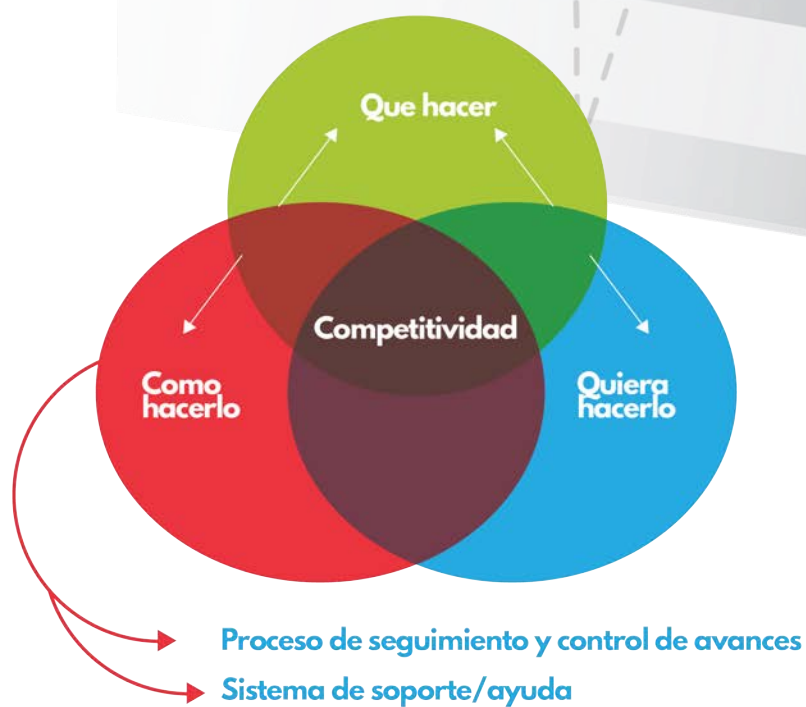 Que hacer
Competitividad
Como
hacerlo
Quiera
hacerlo
Proceso de seguimiento y control de avances
Sistema de soporte/ayuda